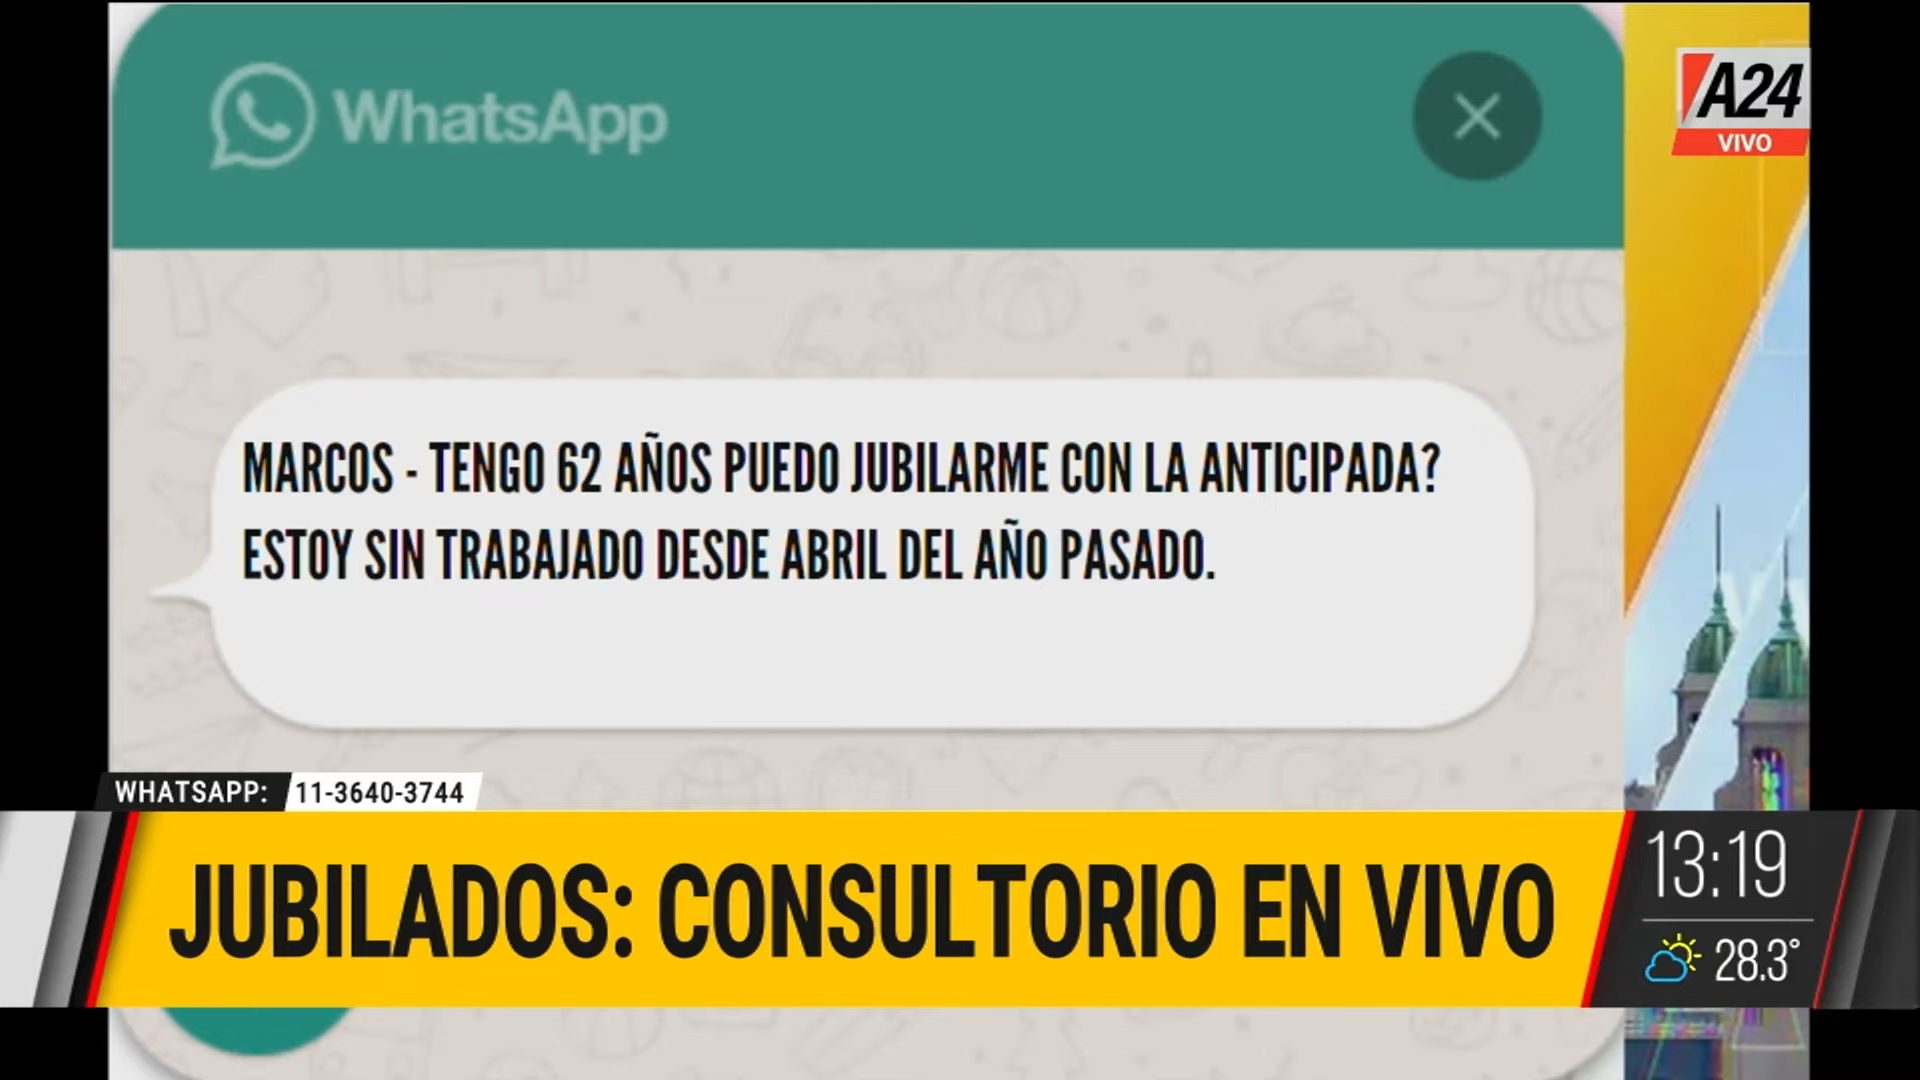 WhatsApp
A24
VIVO
MARCOS - TENGO 62 AÑOS PUEDO JUBILARME CON LA ANTICIPADA?
ESTOY SIN TRABAJADO DESDE ABRIL DEL AÑO PASADO.
WHATSAPP: 11-3640-3744
JUBILADOS: CONSULTORIO EN VIVO
13:19
28.3°